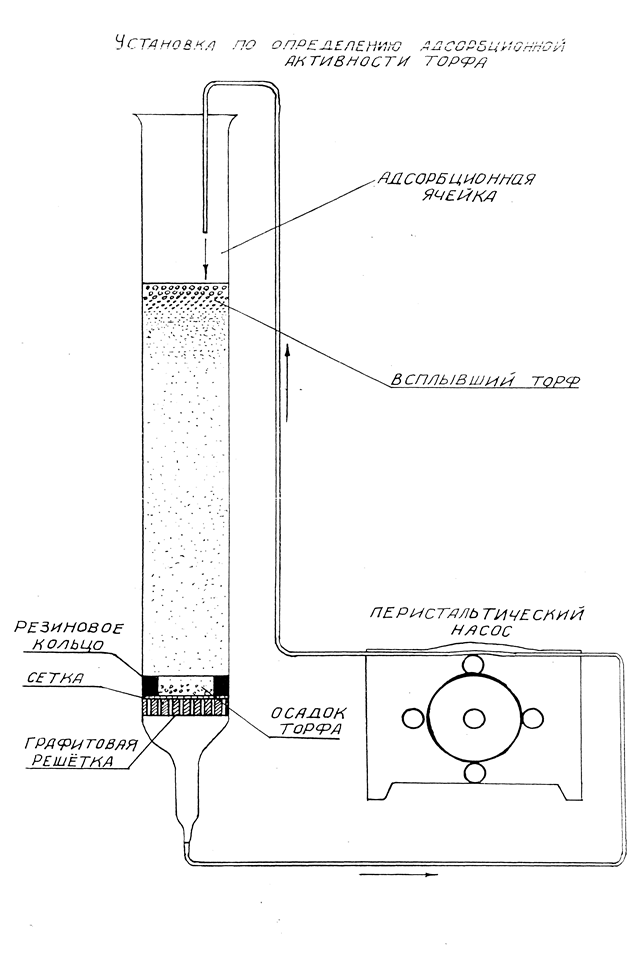 УСТАНОВКА ПО ОПРЕДЕЛЕНИЮ АДСОРБЦИОННОЙ
АКТИВНОСТИ ТОРФА
АДСОРБЦИОННАЯ
ЯЧЕЙКА
ВСПЛЫВШИЙ ТОРФ
ПЕРИСТАЛЬТИЧЕСКИЙ
НАСОС
РЕЗИНОВОЕ
КОЛЬЦО
СЕТКА
ОСАДОК
ТОРФА
ГРАФИТОВАЯ
РЕШЁТКА